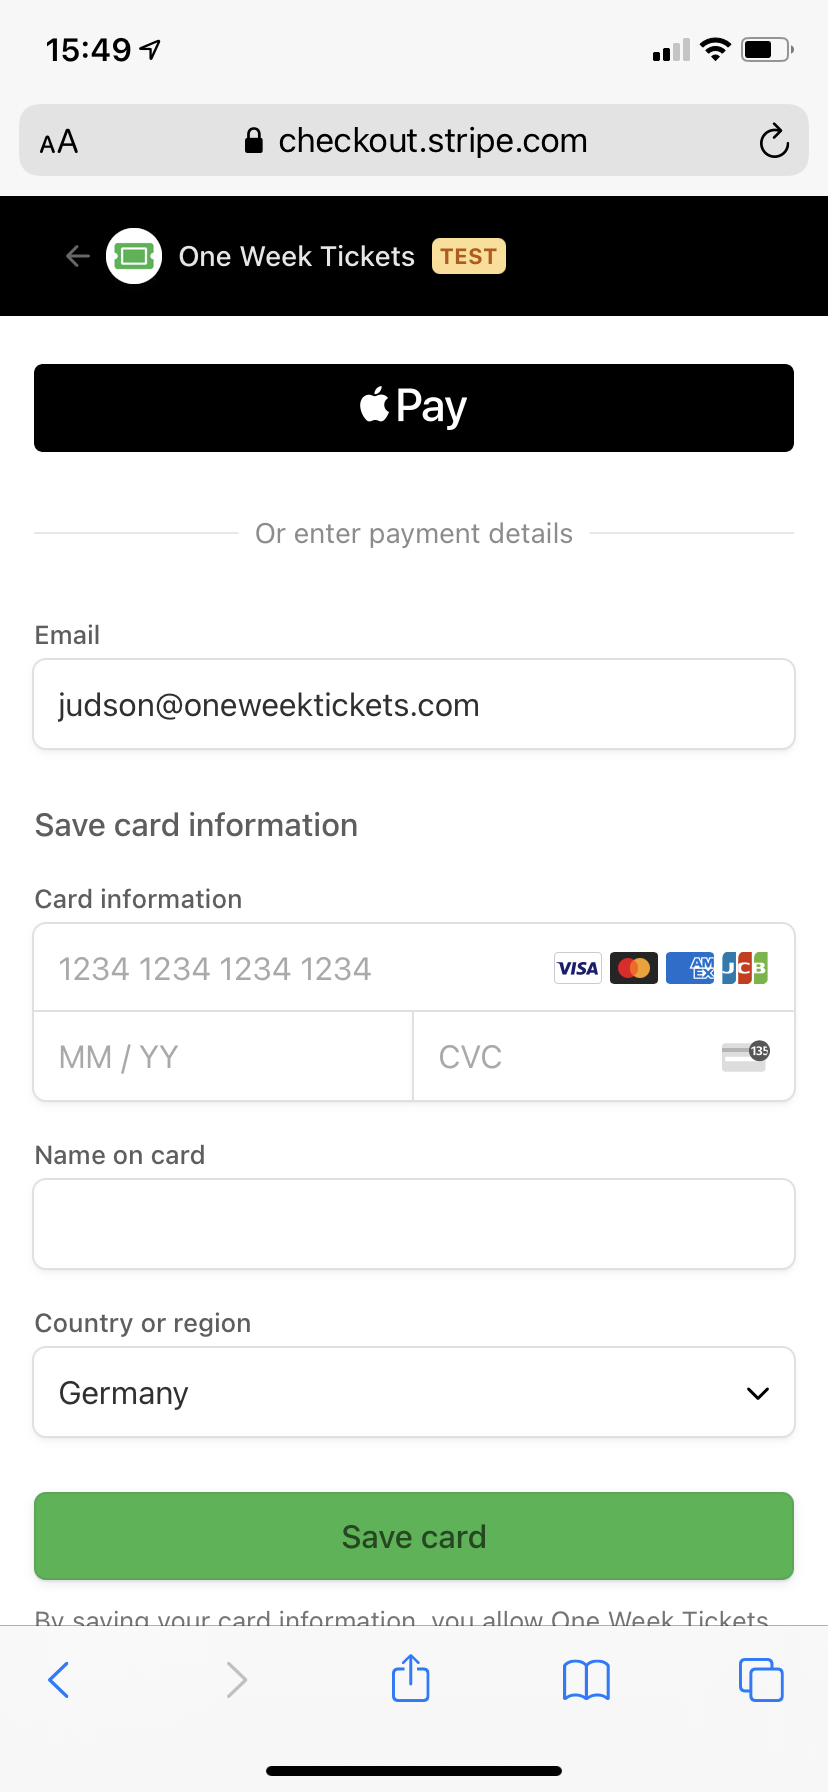 15:49
AA checkout.stripe.com
One Week Tickets TEST
Pay
Or enter payment details
Email
judson@oneweektickets.com
Save card information
Card information
1234 1234 1234 1234 VISA AMEX JCB
MM / YY CVC 135
Name on card
Country or region
Germany
Save card
By saving your card information, you allow One Week Tickets